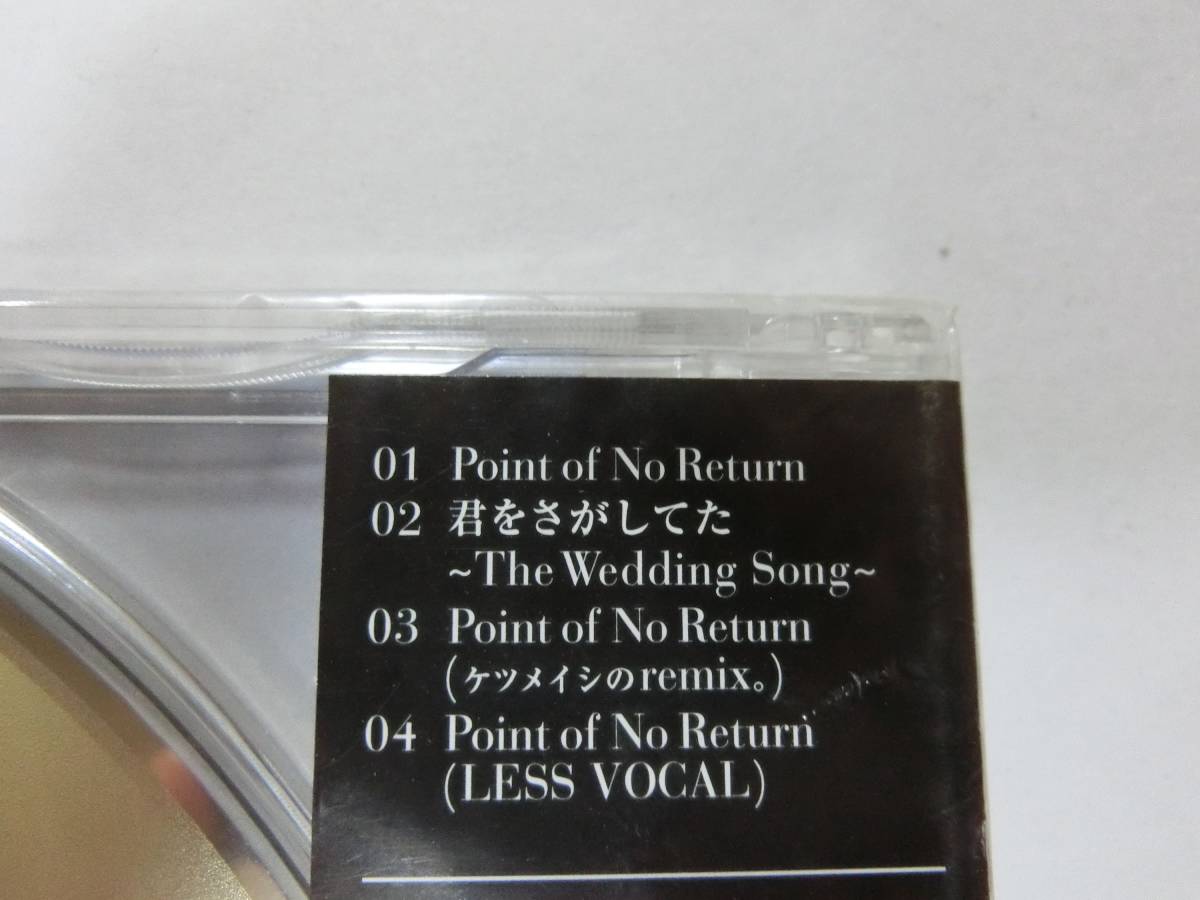 01 Point of No Return
02 君をさがしてた
~The Wedding Song~
03 Point of No Return
(ケツメイシのremix。)
04 Point of No Return
(LESS VOCAL)